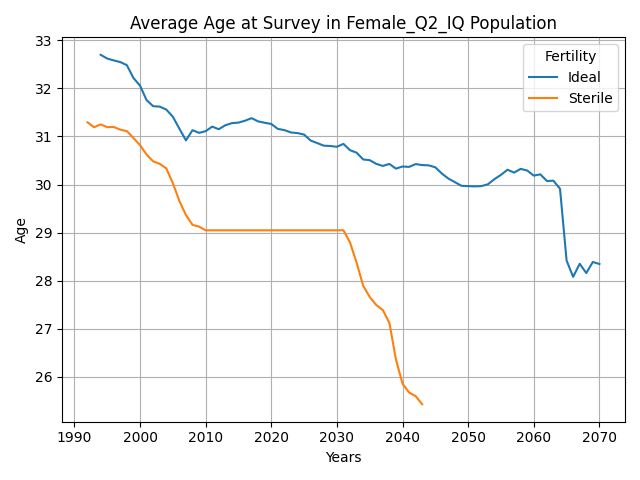 Average Age at Survey in Female_Q2_IQ Population
33
32
31
30
29
28
27
26
Age
Fertility
Ideal
Sterile
1990 2000 2010 2020 2030 2040 2050 2060 2070
Years